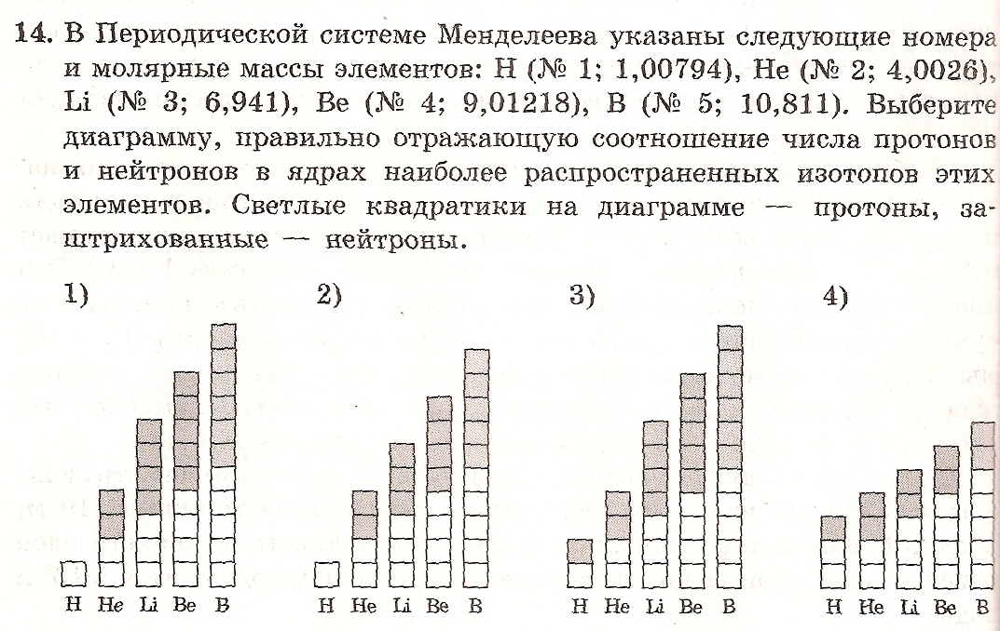 14. В Периодической системе Менделеева указаны следующие номера
и молярные массы элементов: H (№ 1; 1,00794), He (№ 2; 4,0026),
Li (№ 3; 6,941), Be (№ 4; 9,01218), B (№ 5; 10,811). Выберите
диаграмму, правильно отражающую соотношение числа протонов
и нейтронов в ядрах наиболее распространенных изотопов этих
элементов. Светлые квадратики на диаграмме — протоны, за-
штрихованные — нейтроны.
1) 2) 3) 4)
H He Li Be B H He Li Be B H He Li Be B H He Li Be B